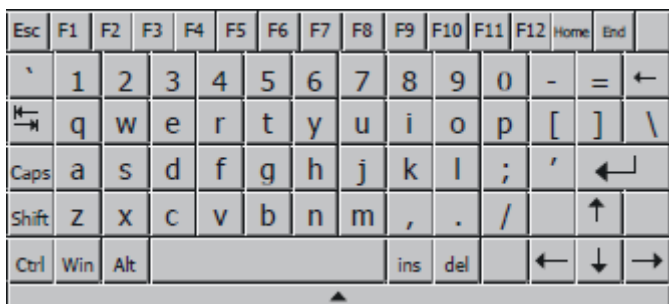 Esc F1 F2 F3 F4 F5 F6 F7 F8 F9 F10 F11 F12 Home End
` 1 2 3 4 5 6 7 8 9 0 - = ←
↹ q w e r t y u i o p [ ] \
Caps a s d f g h j k l ; ' ↵
Shift z x c v b n m , . / ↑
Ctrl Win Alt ins del ← ↓ →
▲